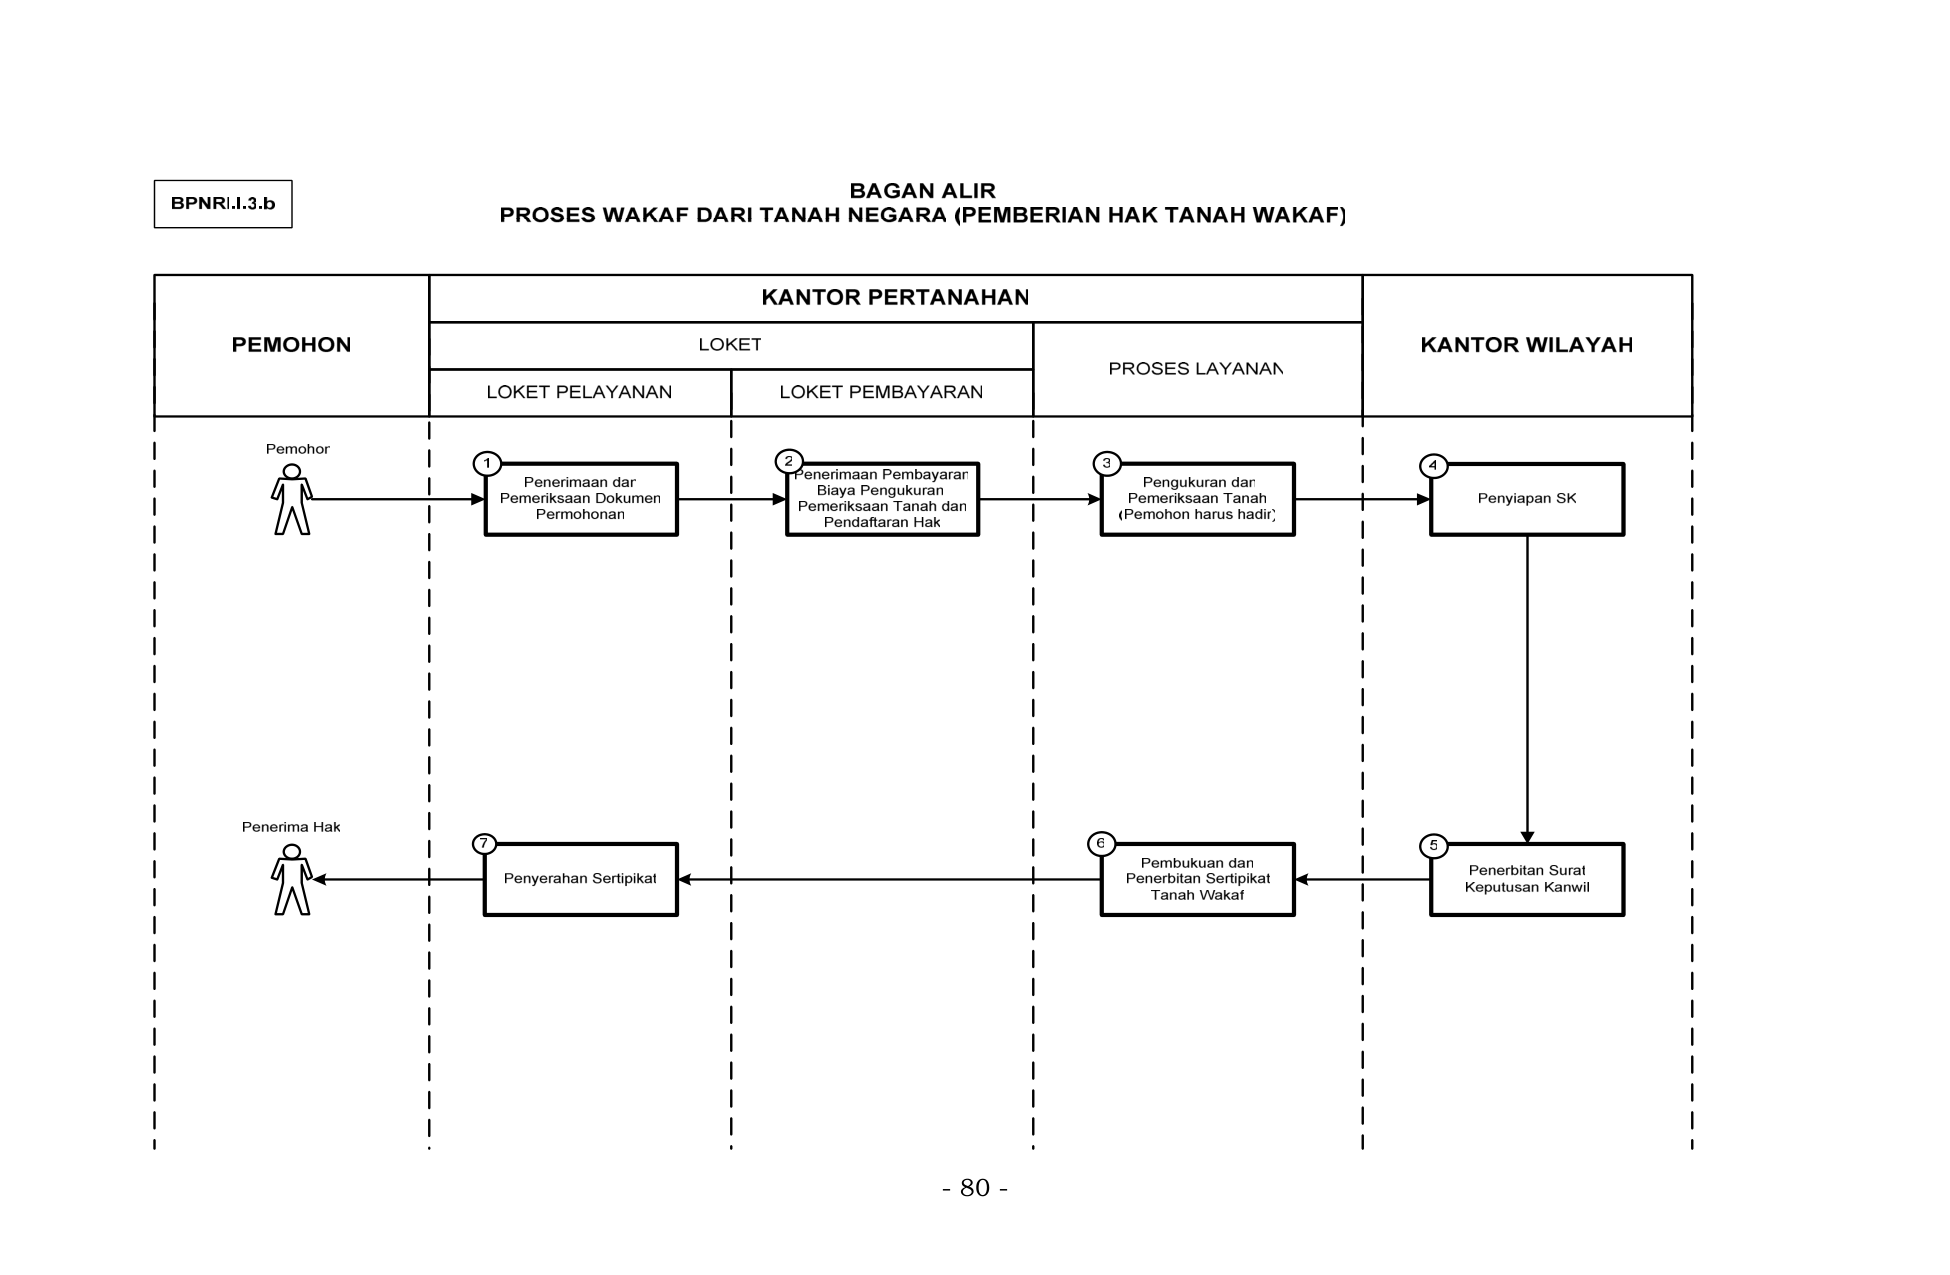 BPNRI.I.3.b
BAGAN ALIR
PROSES WAKAF DARI TANAH NEGARA (PEMBERIAN HAK TANAH WAKAF)
PEMOHON
KANTOR PERTANAHAN
KANTOR WILAYAH
LOKET
PROSES LAYANAN
LOKET PELAYANAN
LOKET PEMBAYARAN
Pemohon
1
Penerimaan dan
Pemeriksaan Dokumen
Permohonan
2
Penerimaan Pembayaran
Biaya Pengukuran
Pemeriksaan Tanah dan
Pendaftaran Hak
3
Pengukuran dan
Pemeriksaan Tanah
(Pemohon harus hadir)
4
Penyiapan SK
Penerima Hak
7
Penyerahan Sertipikat
6
Pembukuan dan
Penerbitan Sertipikat
Tanah Wakaf
5
Penerbitan Surat
Keputusan Kanwil
- 80 -